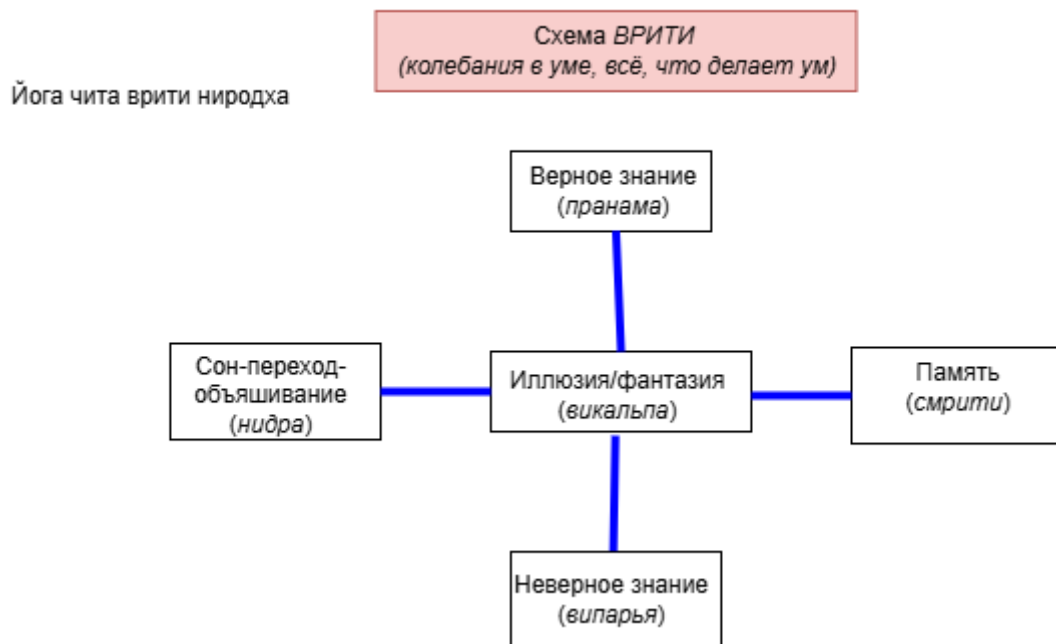 Схема ВРИТИ
(колебания в уме, всё, что делает ум)
Йога чита врити ниродха
Верное знание
(пранама)
Сон-переход-
объяшивание
(нидра)
Иллюзия/фантазия
(викальпа)
Память
(смрити)
Неверное знание
(випарья)